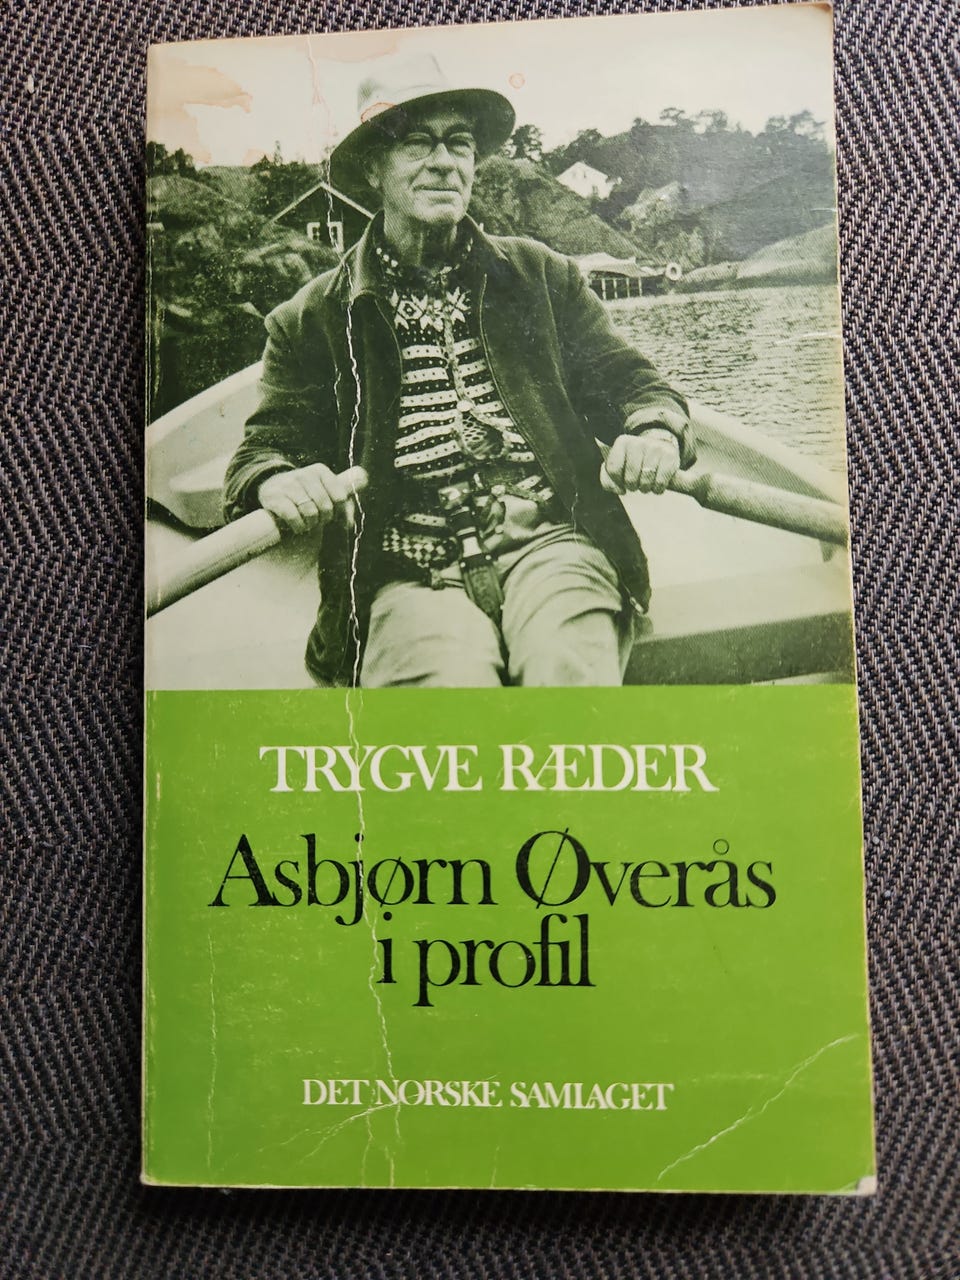 TRYGVE RÆDER
Asbjørn Øverås
i profil
DET NORSKE SAMLAGET